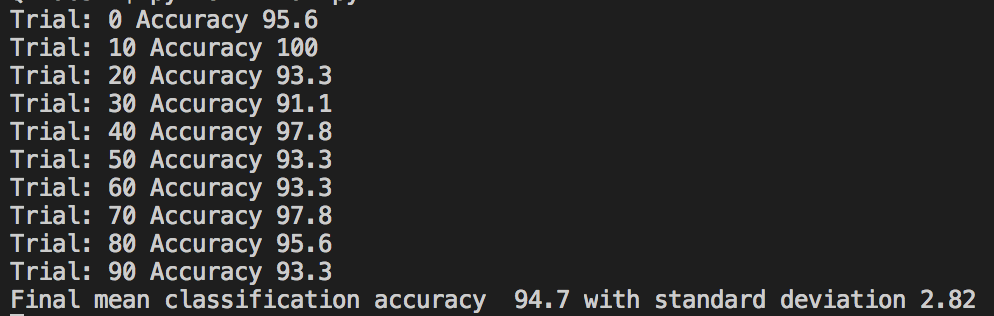 Trial: 0 Accuracy 95.6
Trial: 10 Accuracy 100
Trial: 20 Accuracy 93.3
Trial: 30 Accuracy 91.1
Trial: 40 Accuracy 97.8
Trial: 50 Accuracy 93.3
Trial: 60 Accuracy 93.3
Trial: 70 Accuracy 97.8
Trial: 80 Accuracy 95.6
Trial: 90 Accuracy 93.3
Final mean classification accuracy  94.7 with standard deviation 2.82